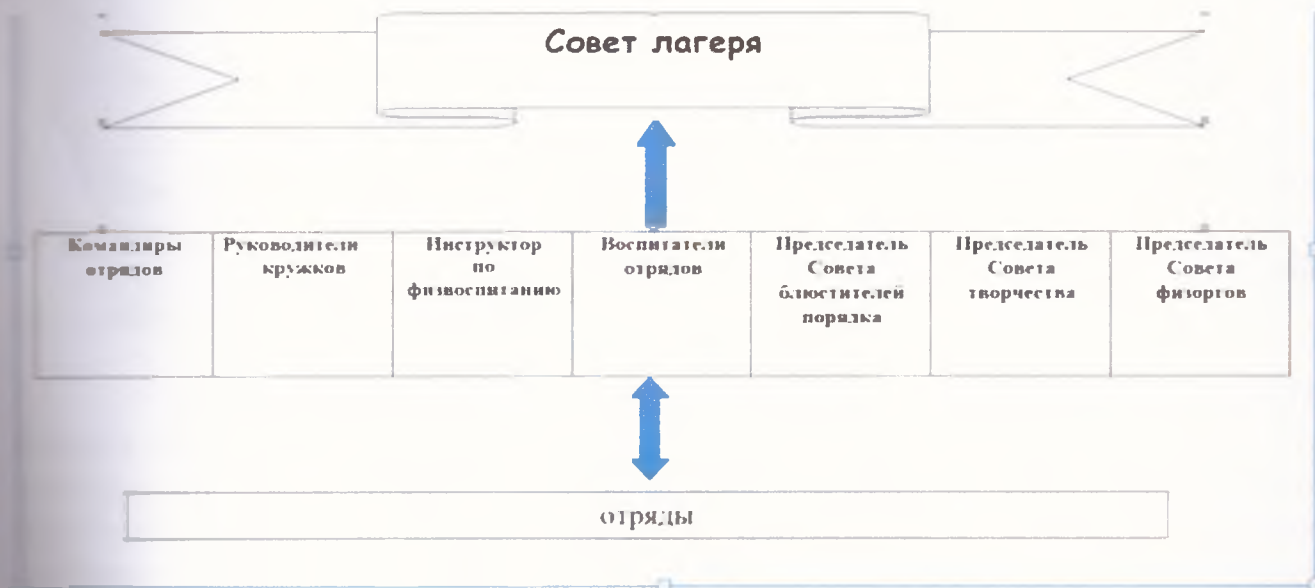 Совет лагеря
Командиры
отрядов
Руководители
кружков
Инструктор
по
физвоспитанию
Воспитатели
отрядов
Председатель
Совета
блюстителей
порядка
Председатель
Совета
творчества
Председатель
Совета
физоргов
отряды